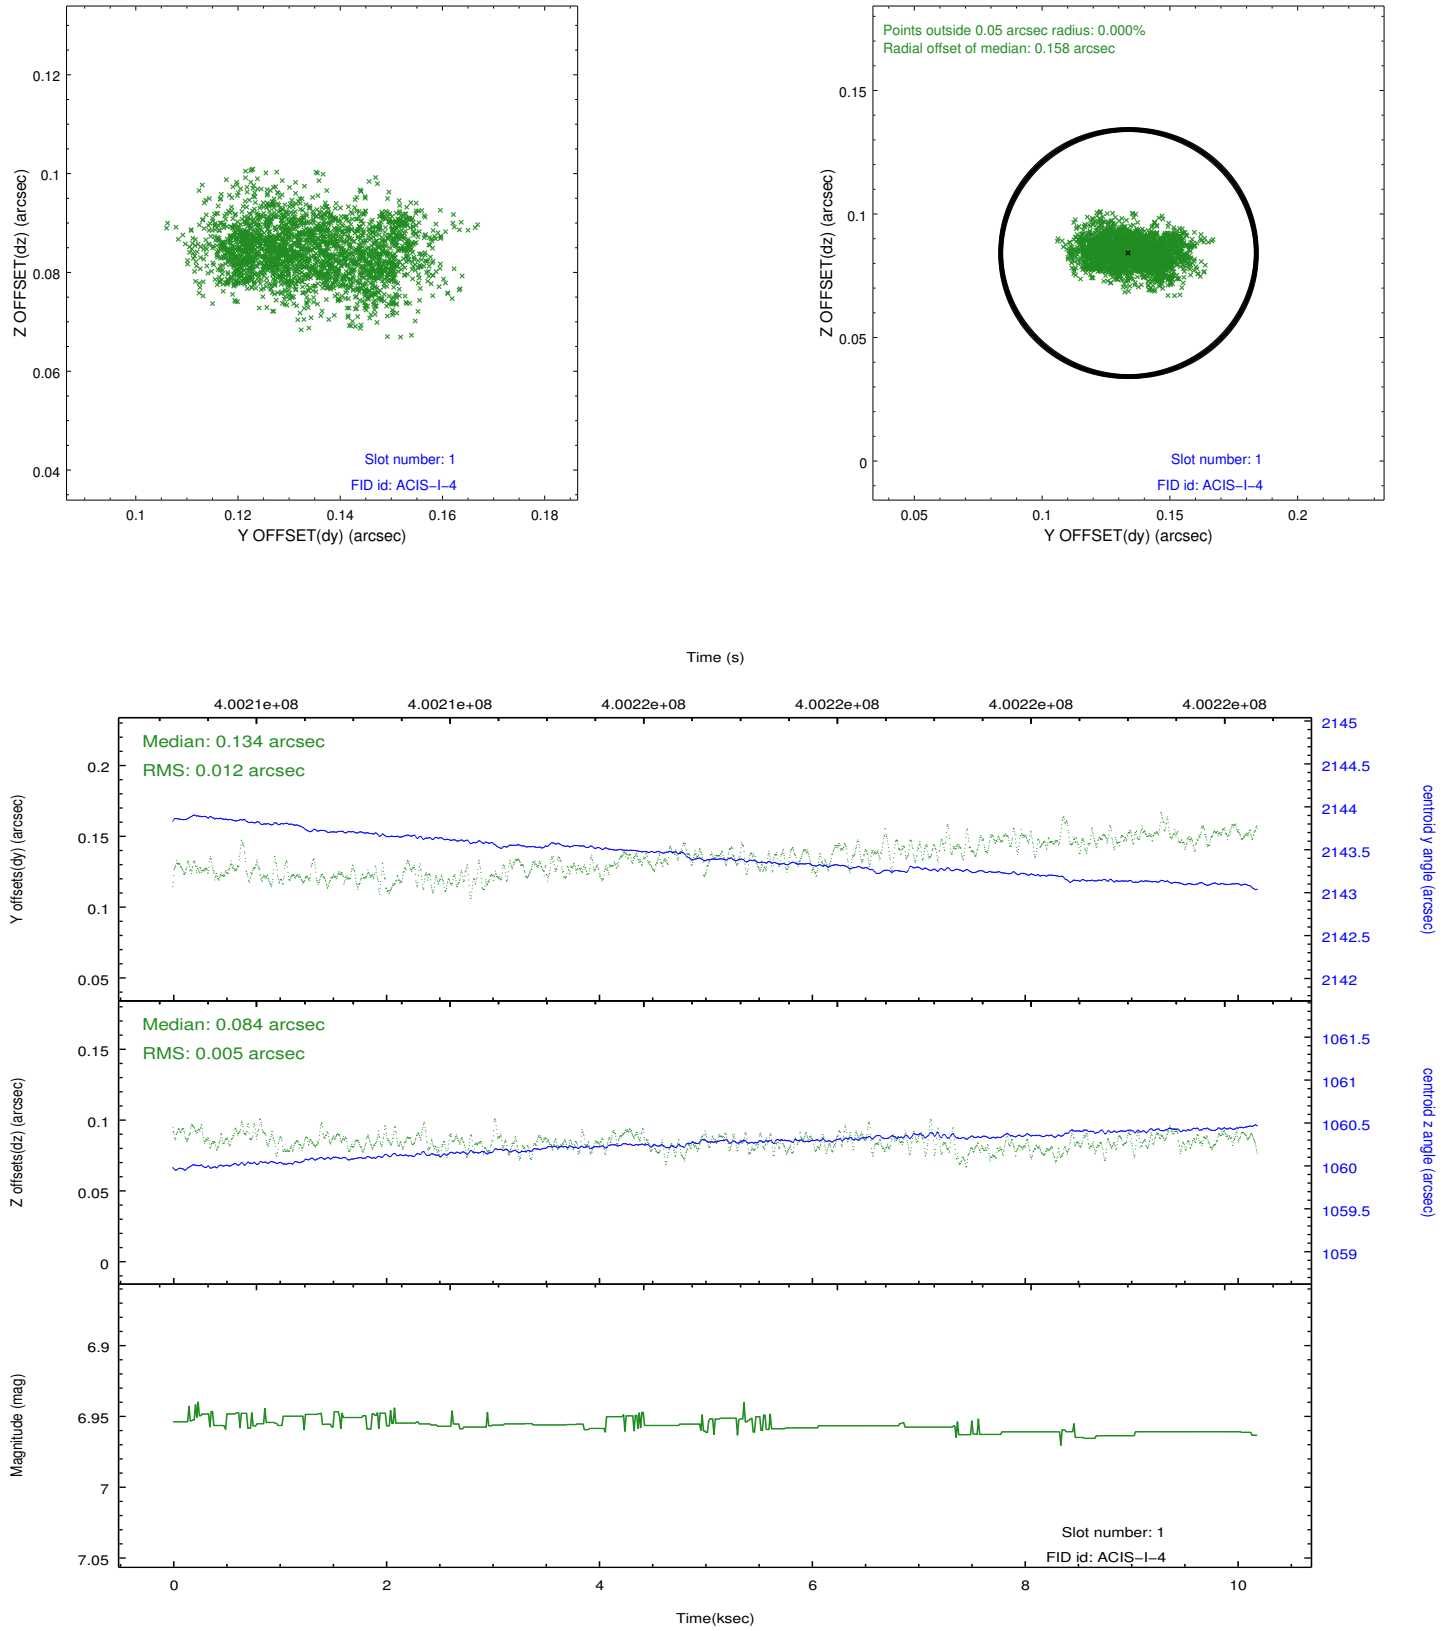 0.12
0.1
0.08
0.06
0.04
Z OFFSET(dz) (arcsec)
Slot number: 1
FID id: ACIS−I−4
0.1
0.12
0.14
0.16
0.18
Y OFFSET(dy) (arcsec)
Points outside 0.05 arcsec radius: 0.000%
Radial offset of median: 0.158 arcsec
0.15
0.1
0.05
0
Z OFFSET(dz) (arcsec)
Slot number: 1
FID id: ACIS−I−4
0.05
0.1
0.15
0.2
Y OFFSET(dy) (arcsec)
Time (s)
4.0021e+08
4.0021e+08
4.0022e+08
4.0022e+08
4.0022e+08
4.0022e+08
Median: 0.134 arcsec
RMS: 0.012 arcsec
0.2
0.15
0.1
0.05
Y offsets(dy) (arcsec)
2145
2144.5
2144
2143.5
2143
2142.5
2142
centroid y angle (arcsec)
Median: 0.084 arcsec
RMS: 0.005 arcsec
0.15
0.1
0.05
0
Z offsets(dz) (arcsec)
1061.5
1061
1060.5
1060
1059.5
1059
centroid z angle (arcsec)
6.9
6.95
7
7.05
Magnitude (mag)
Slot number: 1
FID id: ACIS−I−4
0
2
4
6
8
10
Time(ksec)